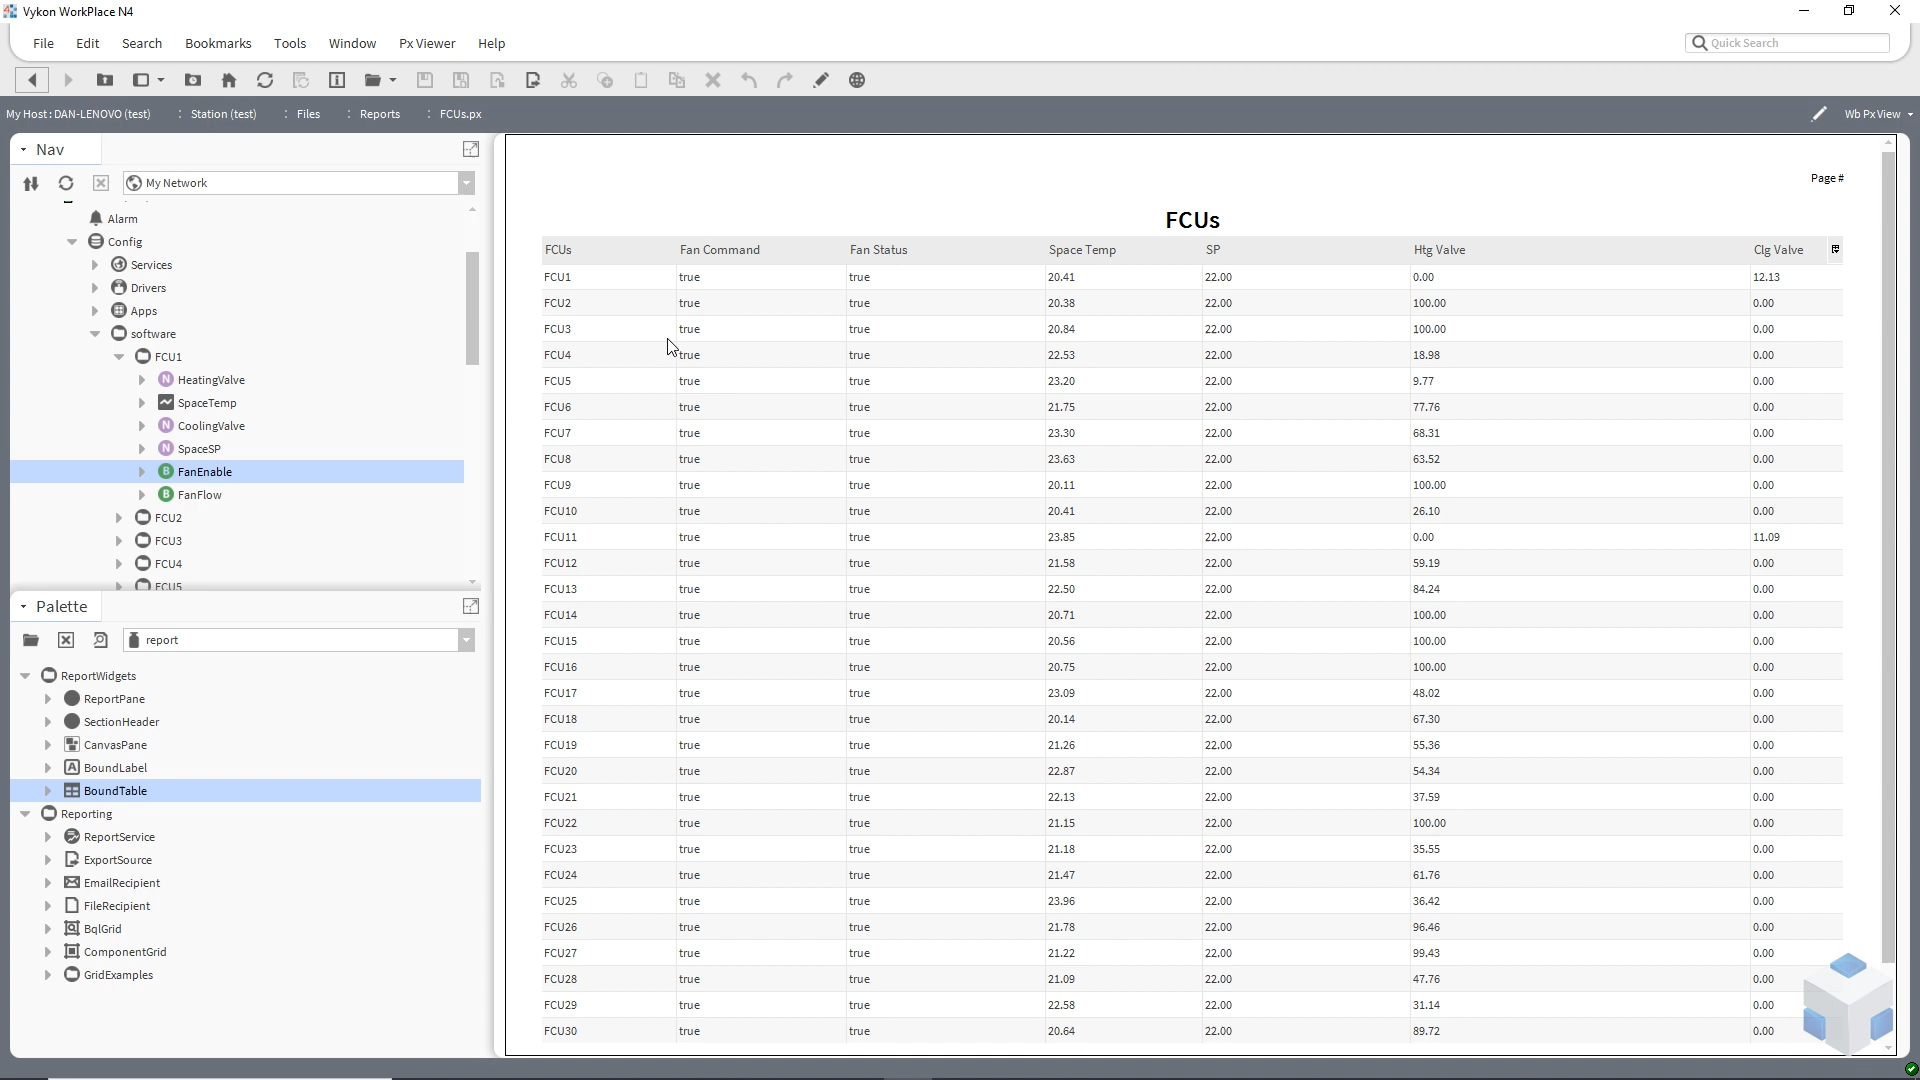 Vykon WorkPlace N4
File Edit Search Bookmarks Tools Window Px Viewer Help
Quick Search
My Host : DAN-LENOVO (test) : Station (test) : Files : Reports : FCUs.px
Wb Px View
Nav
My Network
Alarm
Config
Services
Drivers
Apps
software
FCU1
HeatingValve
SpaceTemp
CoolingValve
SpaceSP
FanEnable
FanFlow
FCU2
FCU3
FCU4
FCU5
Palette
report
ReportWidgets
ReportPane
SectionHeader
CanvasPane
BoundLabel
BoundTable
Reporting
ReportService
ExportSource
EmailRecipient
FileRecipient
BqlGrid
ComponentGrid
GridExamples
Page #
FCUs
FCUs Fan Command Fan Status Space Temp SP Htg Valve Clg Valve
FCU1 true true 20.41 22.00 0.00 12.13
FCU2 true true 20.38 22.00 100.00 0.00
FCU3 true true 20.84 22.00 100.00 0.00
FCU4 true true 22.53 22.00 18.98 0.00
FCU5 true true 23.20 22.00 9.77 0.00
FCU6 true true 21.75 22.00 77.76 0.00
FCU7 true true 23.30 22.00 68.31 0.00
FCU8 true true 23.63 22.00 63.52 0.00
FCU9 true true 20.11 22.00 100.00 0.00
FCU10 true true 20.41 22.00 26.10 0.00
FCU11 true true 23.85 22.00 0.00 11.09
FCU12 true true 21.58 22.00 59.19 0.00
FCU13 true true 22.50 22.00 84.24 0.00
FCU14 true true 20.71 22.00 100.00 0.00
FCU15 true true 20.56 22.00 100.00 0.00
FCU16 true true 20.75 22.00 100.00 0.00
FCU17 true true 23.09 22.00 48.02 0.00
FCU18 true true 20.14 22.00 67.30 0.00
FCU19 true true 21.26 22.00 55.36 0.00
FCU20 true true 22.87 22.00 54.34 0.00
FCU21 true true 22.13 22.00 37.59 0.00
FCU22 true true 21.15 22.00 100.00 0.00
FCU23 true true 21.18 22.00 35.55 0.00
FCU24 true true 21.47 22.00 61.76 0.00
FCU25 true true 23.96 22.00 36.42 0.00
FCU26 true true 21.78 22.00 96.46 0.00
FCU27 true true 21.22 22.00 99.43 0.00
FCU28 true true 21.09 22.00 47.76 0.00
FCU29 true true 22.58 22.00 31.14 0.00
FCU30 true true 20.64 22.00 89.72 0.00